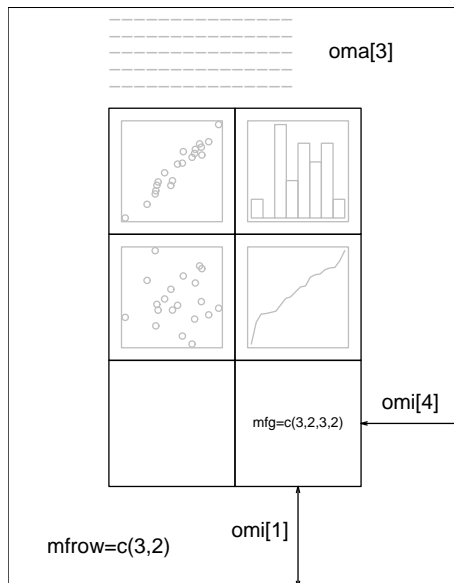 oma[3]
mfg=c(3,2,3,2)
omi[4]
omi[1]
mfrow=c(3,2)